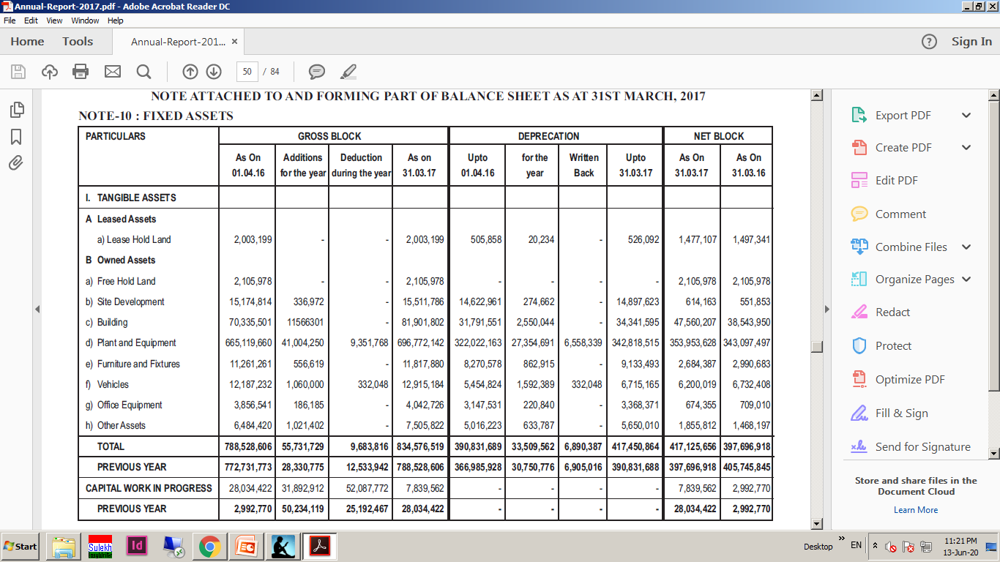 Annual-Report-2017.pdf - Adobe Acrobat Reader DC
File Edit View Window Help
Home Tools Annual-Report-201... × ? Sign In
50 / 84
NOTE ATTACHED TO AND FORMING PART OF BALANCE SHEET AS AT 31ST MARCH, 2017
NOTE-10 : FIXED ASSETS
PARTICULARS GROSS BLOCK DEPRECATION NET BLOCK
As On Additions Deduction As on Upto for the Written Upto As On As On
01.04.16 for the year during the year 31.03.17 01.04.16 year Back 31.03.17 31.03.17 31.03.16
I. TANGIBLE ASSETS
A Leased Assets
a) Lease Hold Land 2,003,199 - - 2,003,199 505,858 20,234 - 526,092 1,477,107 1,497,341
B Owned Assets
a) Free Hold Land 2,105,978 - - 2,105,978 - - - - 2,105,978 2,105,978
b) Site Development 15,174,814 336,972 - 15,511,786 14,622,961 274,662 - 14,897,623 614,163 551,853
c) Building 70,335,501 11566301 - 81,901,802 31,791,551 2,550,044 - 34,341,595 47,560,207 38,543,950
d) Plant and Equipment 665,119,660 41,004,250 9,351,768 696,772,142 322,022,163 27,354,691 6,558,339 342,818,515 353,953,628 343,097,497
e) Furniture and Fixtures 11,261,261 556,619 - 11,817,880 8,270,578 862,915 - 9,133,493 2,684,387 2,990,683
f) Vehicles 12,187,232 1,060,000 332,048 12,915,184 5,454,824 1,592,389 332,048 6,715,165 6,200,019 6,732,408
g) Office Equipment 3,856,541 186,185 - 4,042,726 3,147,531 220,840 - 3,368,371 674,355 709,010
h) Other Assets 6,484,420 1,021,402 - 7,505,822 5,016,223 633,787 - 5,650,010 1,855,812 1,468,197
TOTAL 788,528,606 55,731,729 9,683,816 834,576,519 390,831,689 33,509,562 6,890,387 417,450,864 417,125,656 397,696,918
PREVIOUS YEAR 772,731,773 28,330,775 12,533,942 788,528,606 366,985,928 30,750,776 6,905,016 390,831,688 397,696,918 405,745,845
CAPITAL WORK IN PROGRESS 28,034,422 31,892,912 52,087,772 7,839,562 - - - - 7,839,562 2,992,770
PREVIOUS YEAR 2,992,770 50,234,119 25,192,467 28,034,422 - - - - 28,034,422 2,992,770
Export PDF
Create PDF
Edit PDF
Comment
Combine Files
Organize Pages
Redact
Protect
Optimize PDF
Fill & Sign
Send for Signature
Store and share files in the
Document Cloud
Learn More
Start Sulekh Id Desktop » EN 11:21 PM
13-Jun-20